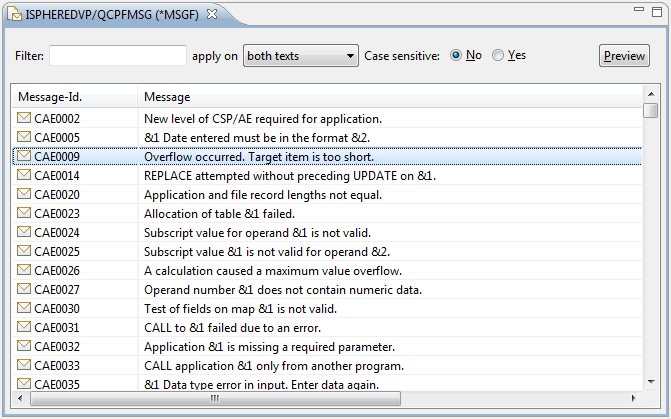 ISPHEREDVP/QCPFMSG (*MSGF)
Filter: apply on both texts Case sensitive: No Yes Preview
Message-Id. Message
CAE0002 New level of CSP/AE required for application.
CAE0005 &1 Date entered must be in the format &2.
CAE0009 Overflow occurred. Target item is too short.
CAE0014 REPLACE attempted without preceding UPDATE on &1.
CAE0020 Application and file record lengths not equal.
CAE0023 Allocation of table &1 failed.
CAE0024 Subscript value for operand &1 is not valid.
CAE0025 Subscript value &1 is not valid for operand &2.
CAE0026 A calculation caused a maximum value overflow.
CAE0027 Operand number &1 does not contain numeric data.
CAE0030 Test of fields on map &1 is not valid.
CAE0031 CALL to &1 failed due to an error.
CAE0032 Application &1 is missing a required parameter.
CAE0033 CALL application &1 only from another program.
CAE0035 &1 Data type error in input. Enter data again.